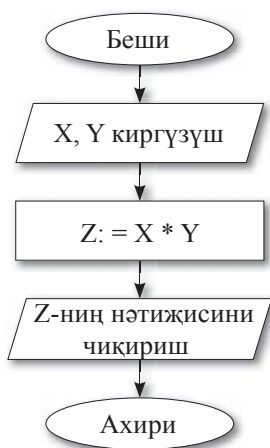 Беши
X, Y киргүзүш
Z: = X * Y
Z-ниң нәтиҗисини
чиқириш
Ахири